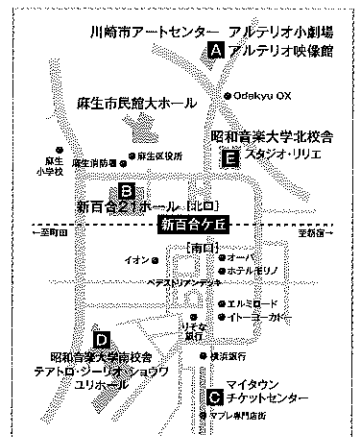 川崎市アートセンター アルテリオ小劇場
A アルテリオ映像館
Odakyu OX
麻生市民館大ホール
昭和音楽大学北校舎
E スタジオ・リリエ
麻生
小学校
麻生消防署
麻生区役所
B
新百合21ホール [北口]
新百合ケ丘
←至町田
至新宿→
[南口]
イオン
オーパ
ホテルモリノ
ペデストリアンデッキ
エルミロード
イトーヨーカドー
りそな
銀行
D
昭和音楽大学南校舎
テアトロ・ジーリオ ショウワ
ユリホール
横浜銀行
マイタウン
C チケットセンター
マプレ専門店街